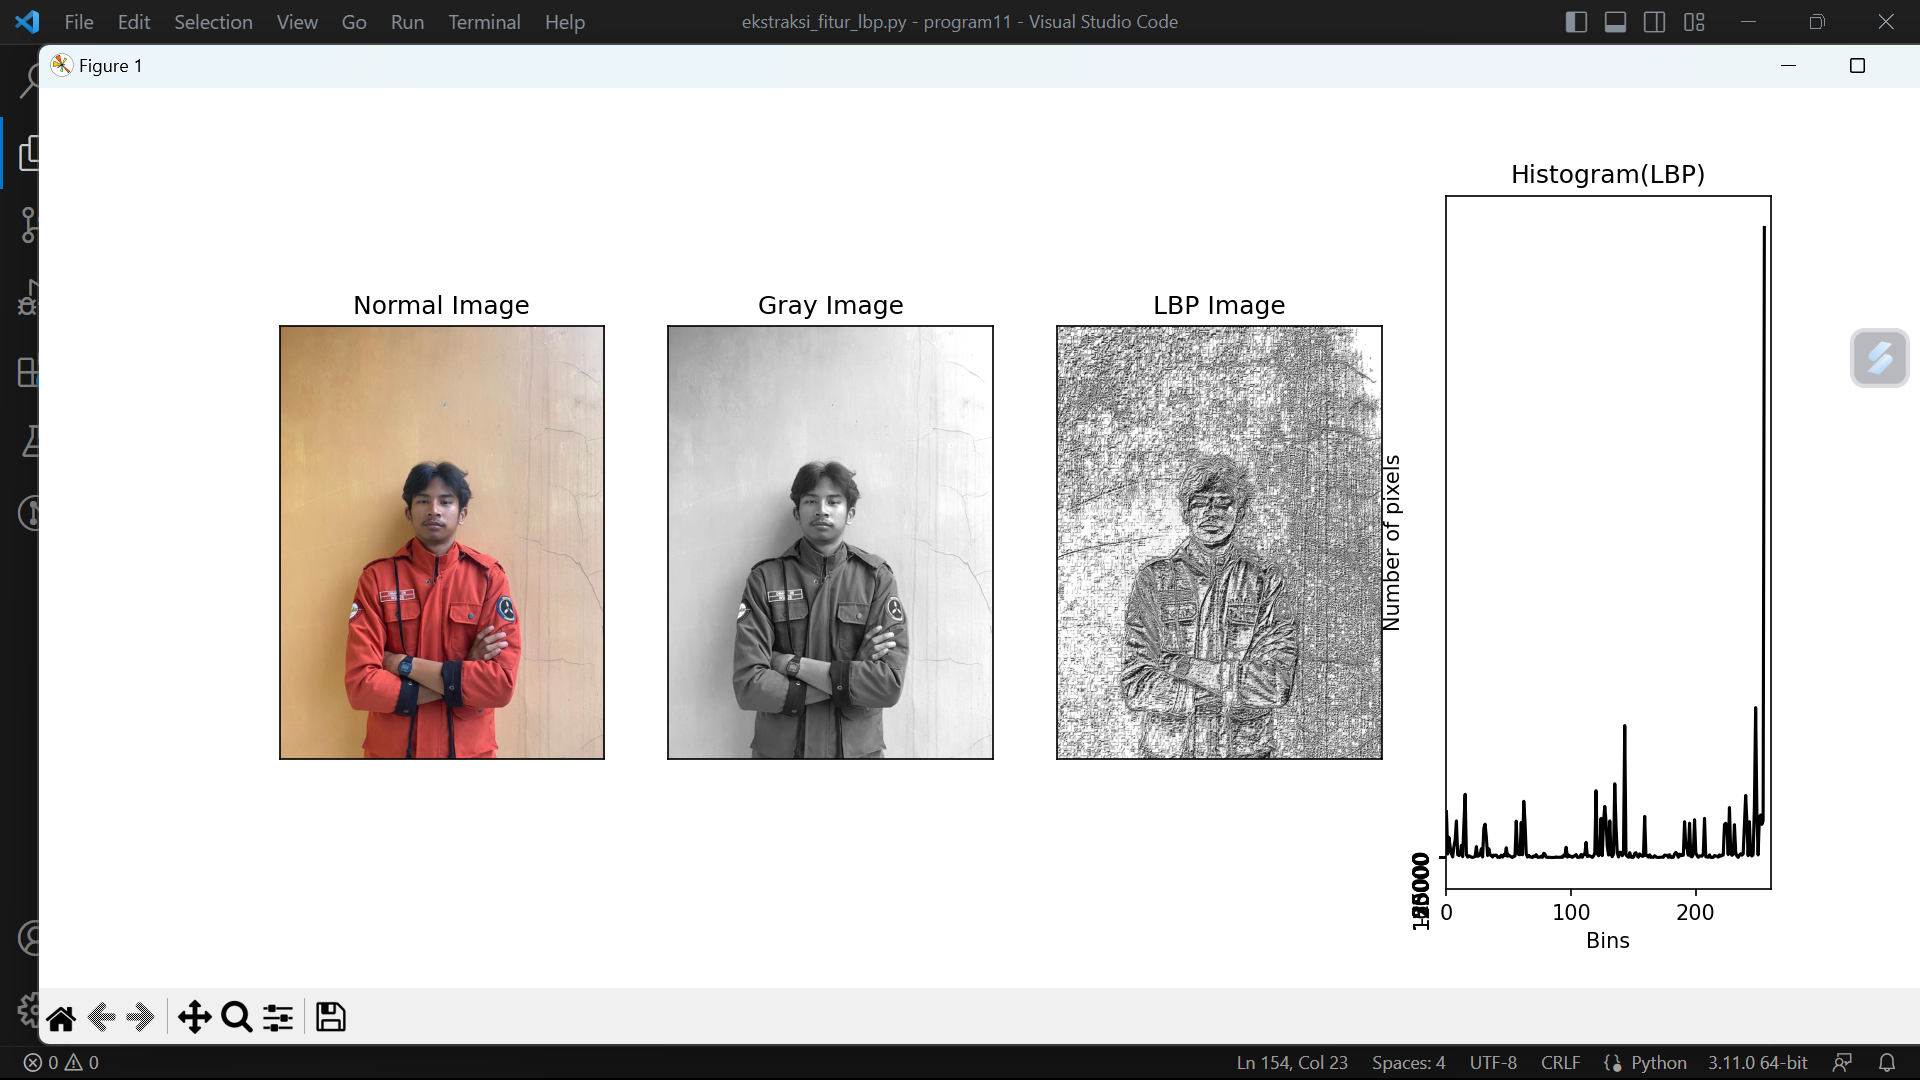 File Edit Selection View Go Run Terminal Help
ekstraksi_fitur_lbp.py - program11 - Visual Studio Code
Figure 1
Normal Image
Gray Image
LBP Image
Histogram(LBP)
Number of pixels
0 100 200
Bins
0 0
Ln 154, Col 23 Spaces: 4 UTF-8 CRLF Python 3.11.0 64-bit